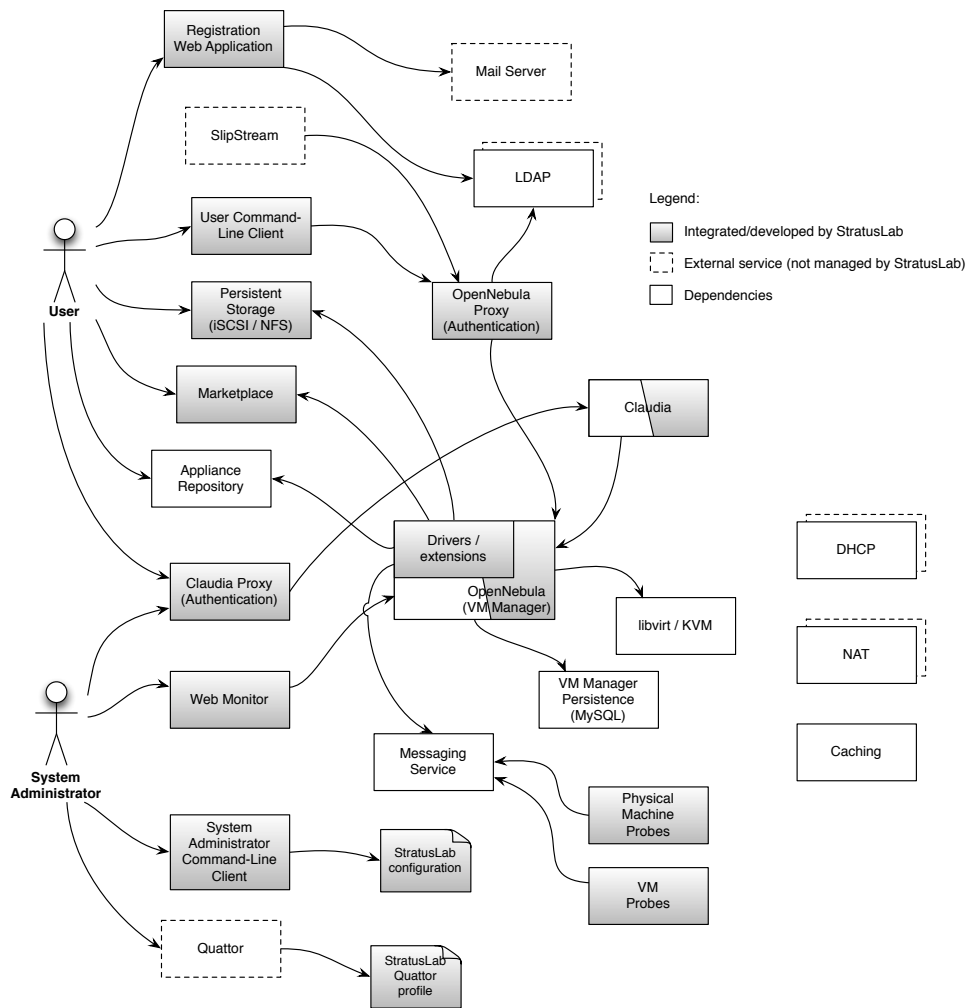 Registration
Web Application
Mail Server
SlipStream
LDAP
Legend:
User Command-
Line Client
Integrated/developed by StratusLab
External service (not managed by StratusLab)
Dependencies
User
Persistent
Storage
(iSCSI / NFS)
OpenNebula
Proxy
(Authentication)
Marketplace
Claudia
Appliance
Repository
Drivers /
extensions
OpenNebula
(VM Manager)
DHCP
Claudia Proxy
(Authentication)
libvirt / KVM
NAT
Web Monitor
VM Manager
Persistence
(MySQL)
Messaging
Service
Caching
System
Administrator
Physical
Machine
Probes
System
Administrator
Command-Line
Client
StratusLab
configuration
VM
Probes
Quattor
StratusLab
Quattor
profile